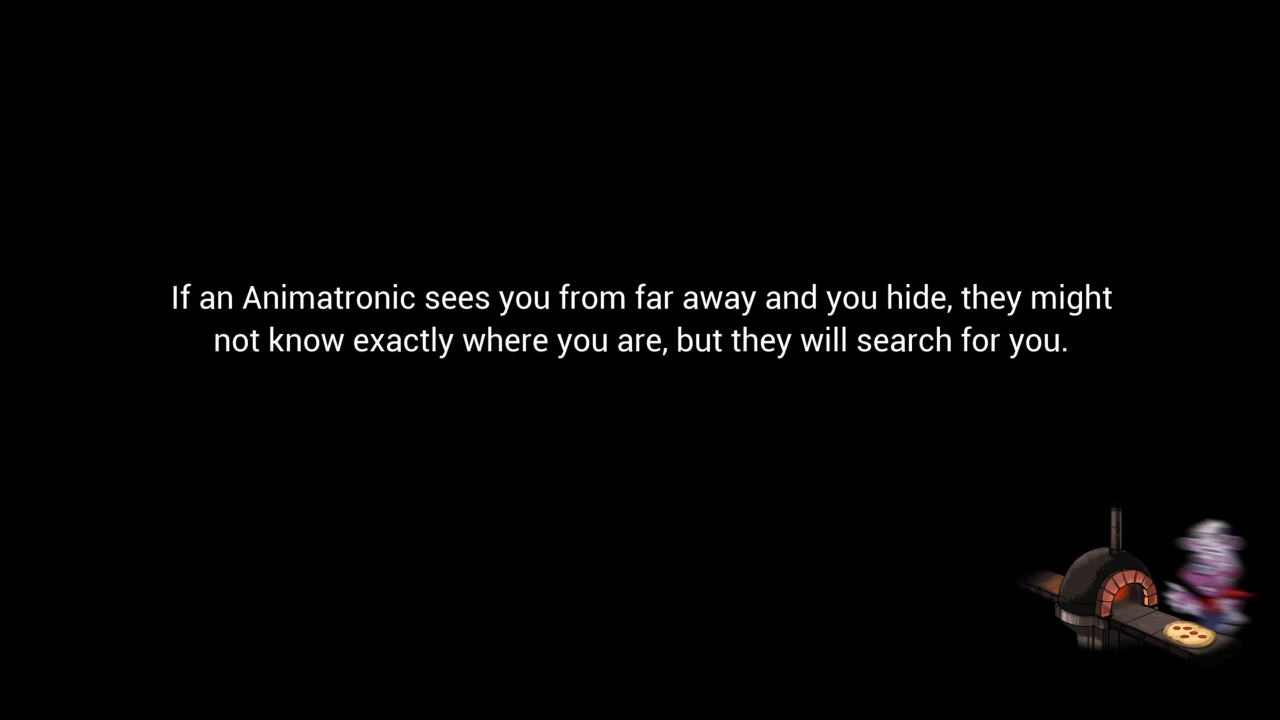 If an Animatronic sees you from far away and you hide, they might
not know exactly where you are, but they will search for you.